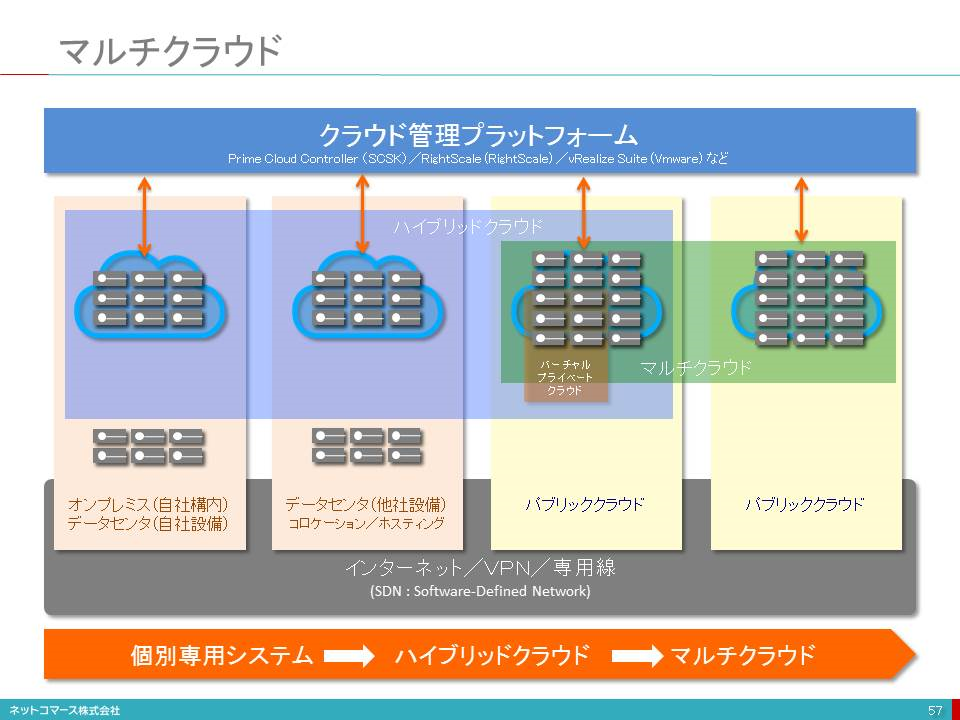 マルチクラウド
クラウド管理プラットフォーム
Prime Cloud Controller（SCSK）／RightScale（RightScale）／vRealize Suite（Vmware）など
ハイブリッドクラウド
マルチクラウド
バーチャル
プライベート
クラウド
オンプレミス（自社構内）
データセンタ（自社設備）
データセンタ（他社設備）
コロケーション／ホスティング
パブリッククラウド
パブリッククラウド
インターネット／VPN／専用線
(SDN : Software-Defined Network)
個別専用システム ハイブリッドクラウド マルチクラウド
ネットコマース株式会社
57